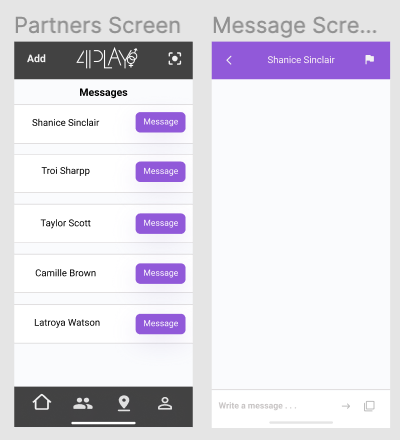 Partners Screen
Add
4PLAY
Messages
Shanice Sinclair
Message
Troi Sharpp
Message
Taylor Scott
Message
Camille Brown
Message
Latroya Watson
Message
Message Scre...
Shanice Sinclair
Write a message . . .